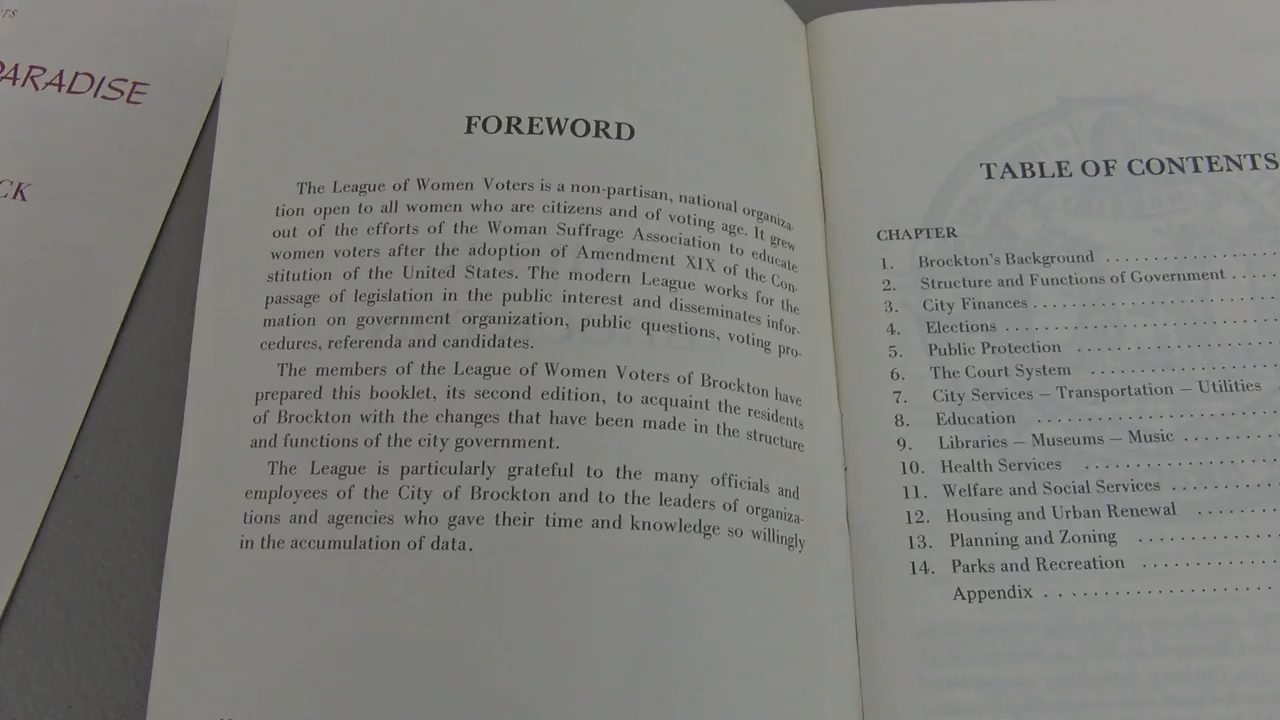 PARADISE
CK
FOREWORD
The League of Women Voters is a non-partisan, national organiza-
tion open to all women who are citizens and of voting age. It grew
out of the efforts of the Woman Suffrage Association to educate
women voters after the adoption of Amendment XIX of the Con-
stitution of the United States. The modern League works for the
passage of legislation in the public interest and disseminates infor-
mation on government organization, public questions, voting pro-
cedures, referenda and candidates.
The members of the League of Women Voters of Brockton have
prepared this booklet, its second edition, to acquaint the residents
of Brockton with the changes that have been made in the structure
and functions of the city government.
The League is particularly grateful to the many officials and
employees of the City of Brockton and to the leaders of organiza-
tions and agencies who gave their time and knowledge so willingly
in the accumulation of data.
TABLE OF CONTENTS
CHAPTER
1. Brockton's Background
2. Structure and Functions of Government
3. City Finances
4. Elections
5. Public Protection
6. The Court System
7. City Services – Transportation – Utilities
8. Education
9. Libraries – Museums – Music
10. Health Services
11. Welfare and Social Services
12. Housing and Urban Renewal
13. Planning and Zoning
14. Parks and Recreation
Appendix